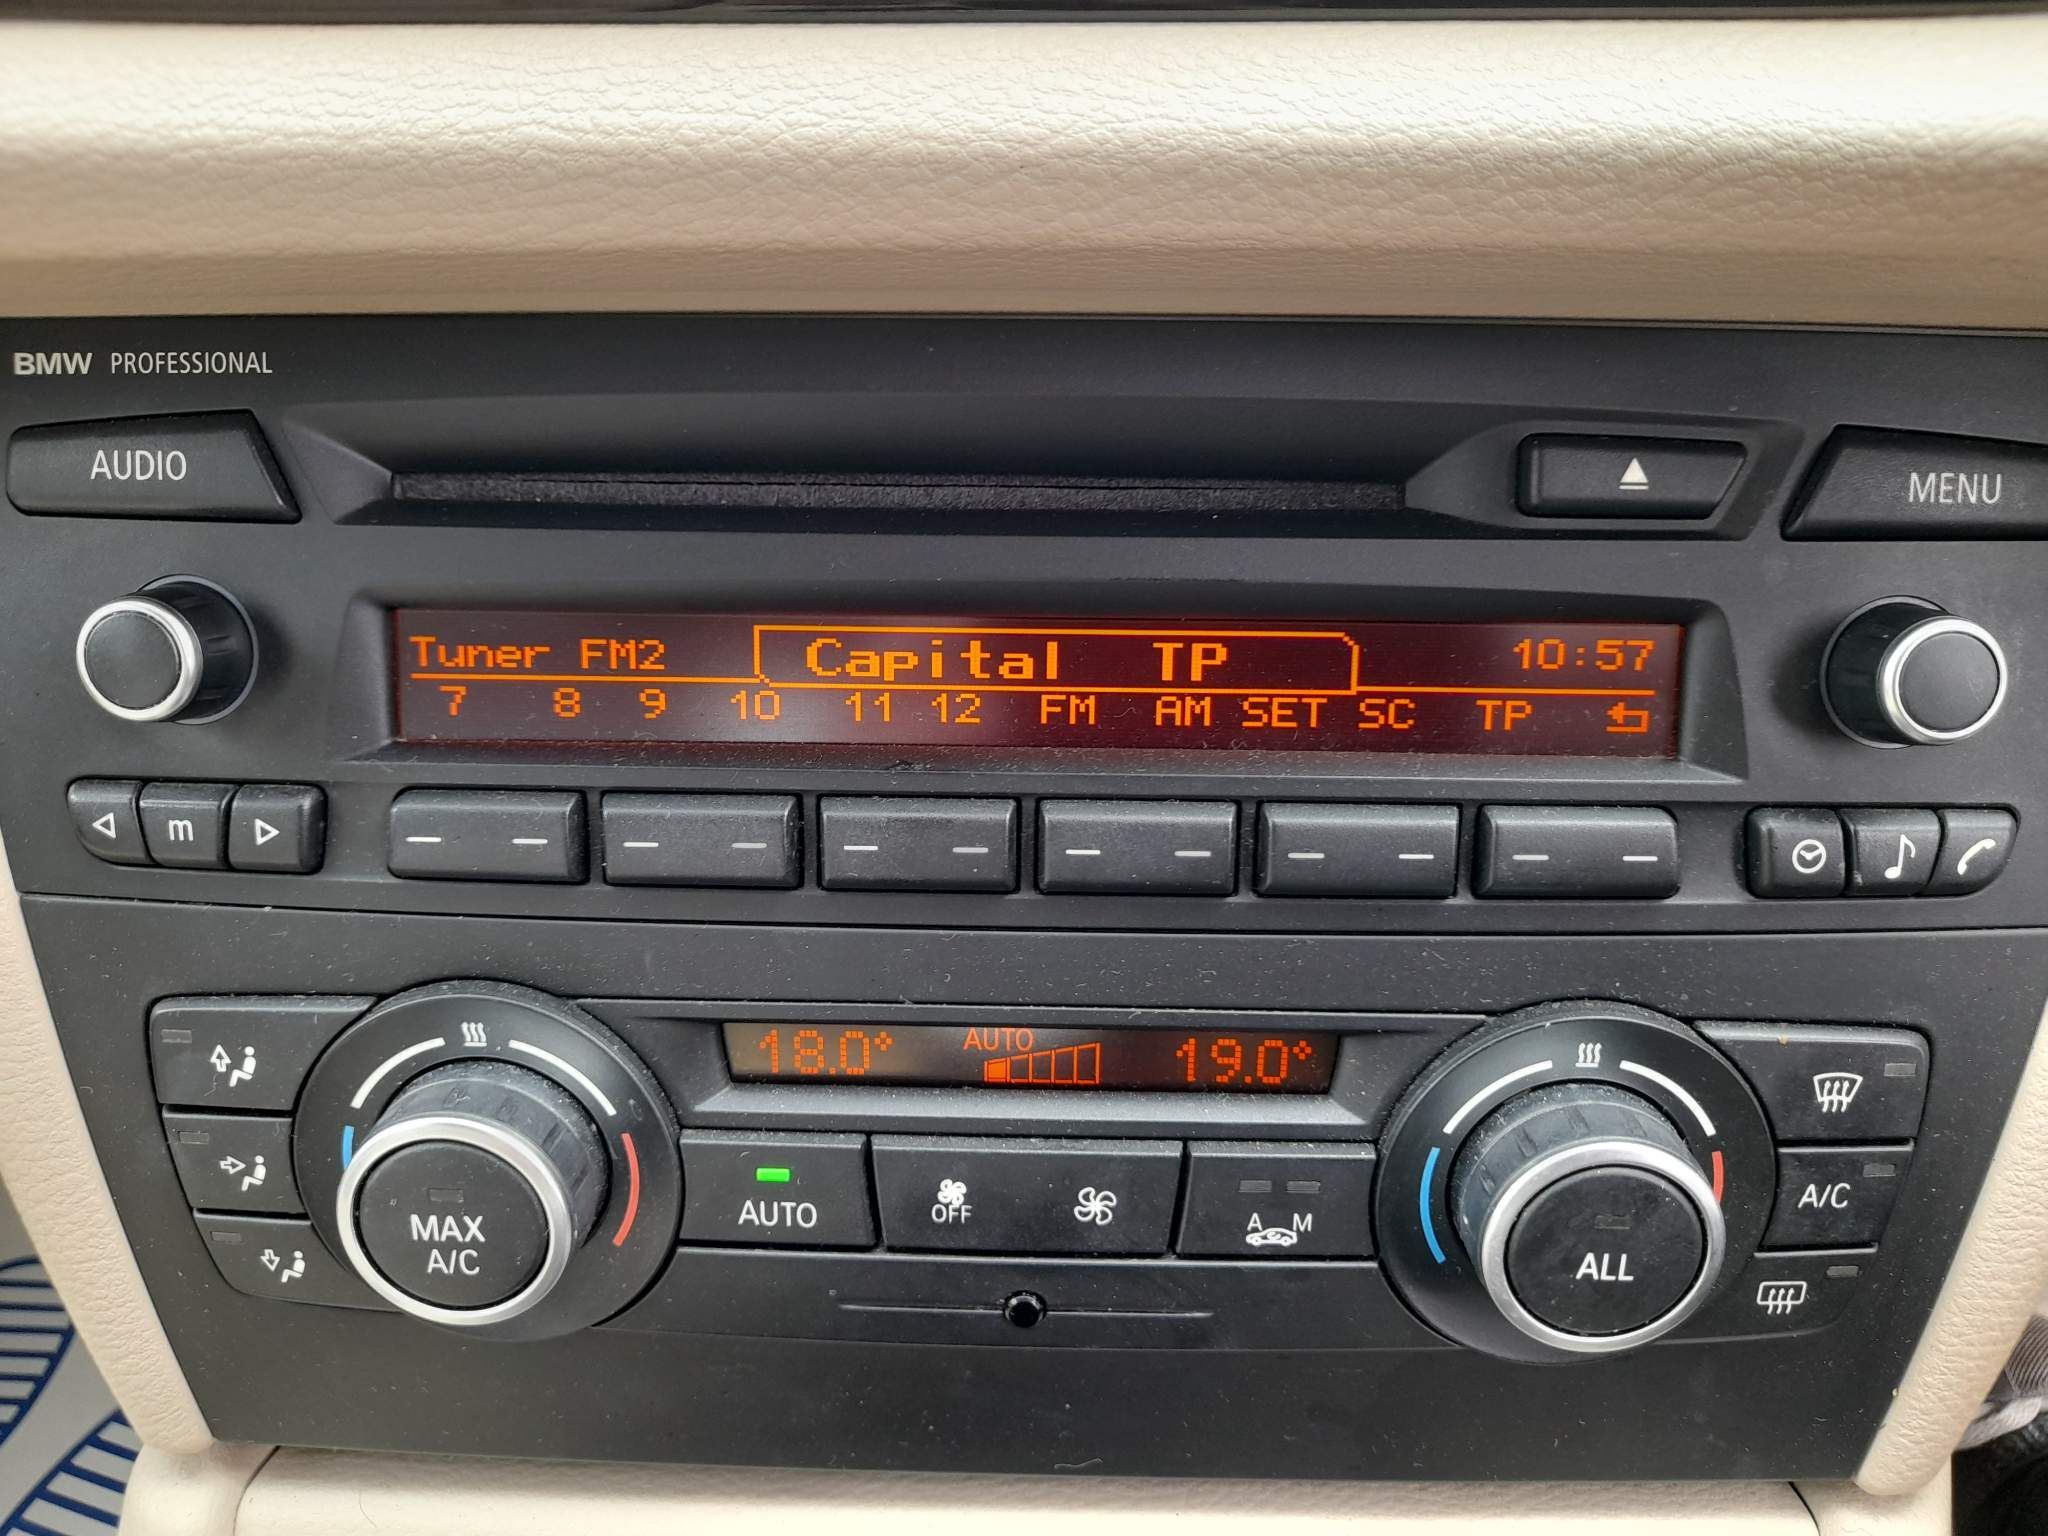 BMW PROFESSIONAL
AUDIO
MENU
Tuner FM2 Capital TP 10:57
7 8 9 10 11 12 FM AM SET SC TP
m
18.0° AUTO 19.0°
MAX A/C
AUTO
OFF
A M
ALL
A/C